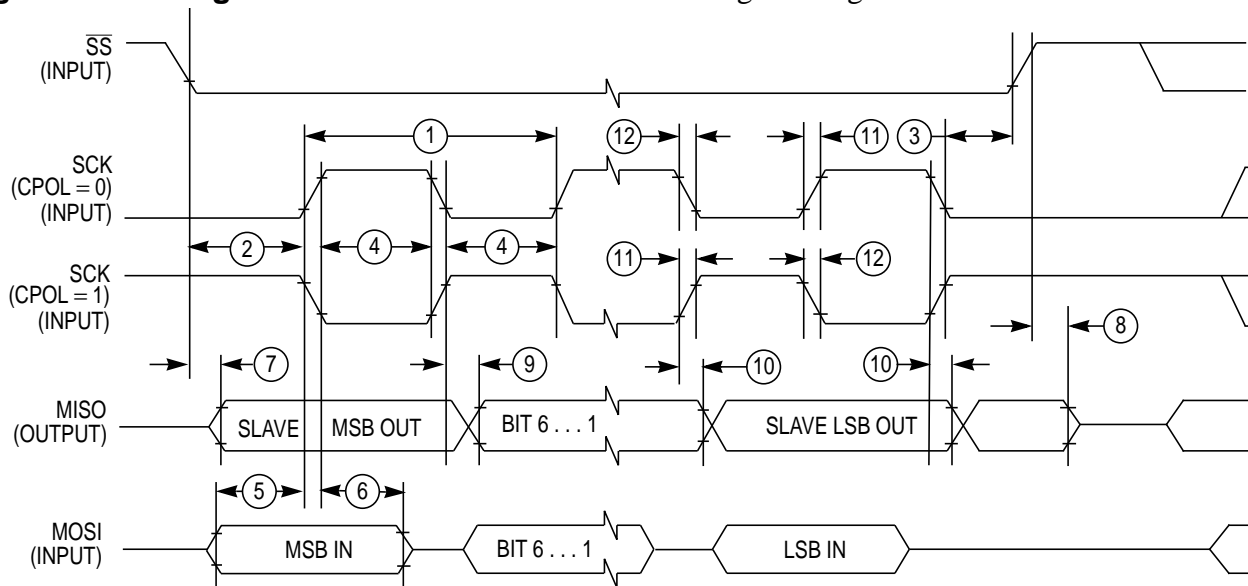 SS
(INPUT)
1
12
11
3
SCK
(CPOL = 0)
(INPUT)
2
4
4
11
12
SCK
(CPOL = 1)
(INPUT)
7
9
10
10
8
MISO
(OUTPUT)
SLAVE
MSB OUT
BIT 6 . . . 1
SLAVE LSB OUT
5
6
MOSI
(INPUT)
MSB IN
BIT 6 . . . 1
LSB IN